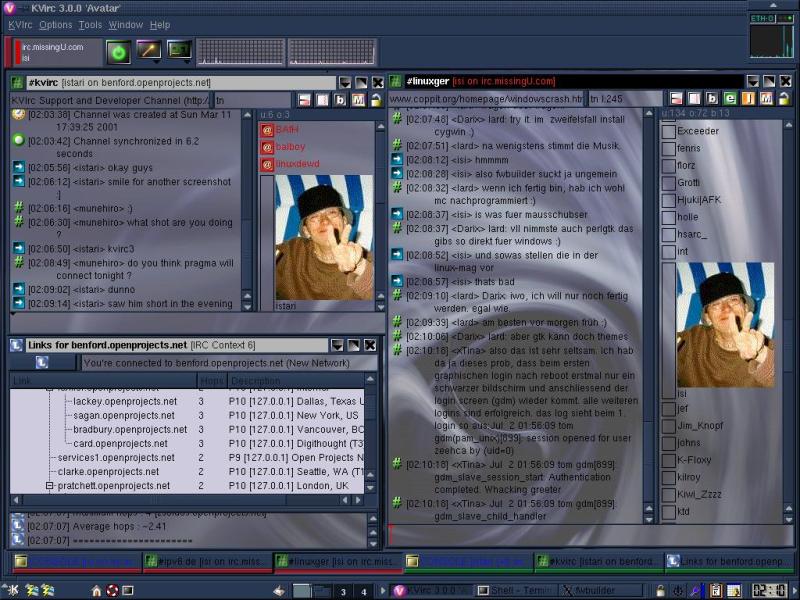 KVIrc 3.0.0 'Avatar'
KVIrc Options Tools Window Help
ETH-0
irc.missingU.com
isi
#kvirc [istari on benford.openprojects.net]
KVIrc Support and Developer Channel (http:/ tn
u:6 o:3
[02:03:38] Channel was created at Sun Mar 11
17:39:25 2001
[02:03:42] Channel synchronized in 6.2
seconds
[02:05:56] <istari> okay guys
[02:06:12] <istari> smile for another screenshot
:]
[02:06:16] <munehiro> :)
[02:06:30] <munehiro> what shot are you doing
?
[02:06:50] <istari> kvirc3
[02:08:49] <munehiro> do you think pragma will
connect tonight ?
[02:09:02] <istari> dunno
[02:09:14] <istari> saw him short in the evening
BAfH
balboy
linuxdewd
istari
Links for benford.openprojects.net [IRC Context 6]
You're connected to benford.openprojects.net (New Network)
Link Hops Description
lackey.openprojects.net 3 P10 [127.0.0.1] Dallas, Texas U
sagan.openprojects.net 3 P10 [127.0.0.1] New York, US
bradbury.openprojects.net 3 P10 [127.0.0.1] Vancouver, BC
card.openprojects.net 3 P10 [127.0.0.1] Digithought (T3
services1.openprojects.net 2 P9 [127.0.0.1] Open Projects N
clarke.openprojects.net 2 P10 [127.0.0.1] Seattle, WA (T1
pratchett.openprojects.net 2 P10 [127.0.0.1] London, UK
[02:07:07] Average hops : ~2.41
[02:07:07] ======================
#linuxger [isi on irc.missingU.com]
www.coppit.org/homepage/windowscrash.htm tn l:245
u:134 o:72 b:13
[02:07:48] <Darix> lard: try it. im zweifelsfall install
cygwin :)
[02:07:51] <lard> na wenigstens stimmt die Musik.
[02:08:12] <isi> hmmmm
[02:08:28] <isi> also fwbuilder suckt ja ungemein
[02:08:32] <lard> wenn ich fertig bin, hab ich wohl
mc nachprogrammiert :)
[02:08:37] <isi> is was fuer mausschubser
[02:08:37] <Darix> lard: vll nimmste auch perlgtk das
gibs so direkt fuer windows :)
[02:08:52] <isi> und sowas stellen die in der
linux-mag vor
[02:08:57] <isi> thats bad
[02:09:10] <lard> Darix: iwo, ich will nur noch fertig
werden. egal wie.
[02:09:39] <lard> am besten vor morgen früh :)
[02:10:06] <Darix> lard: aber gtk kann doch themes
[02:10:18] <xTina> also das ist sehr seltsam. ich hab
da ja dieses prob, dass beim ersten
graphischen login nach reboot erstmal nur ein
schwarzer bildschirm und anschliessend der
login screen (gdm) wieder kommt. alle weiteren
logins sind erfolgreich. das log sieht beim 1.
login so aus:Jul 2 01:56:09 tom
gdm(pam_unix)[899]: session opened for user
zeehca by (uid=0)
[02:10:18] <xTina> Jul 2 01:56:09 tom gdm[899]:
gdm_slave_session_start: Authentication
completed. Whacking greeter
[02:10:18] <xTina> Jul 2 01:56:09 tom gdm[899]:
gdm_slave_child_handler
Exceeder
fenris
florz
Grotti
Hjuki|AFK
holle
hsarc_
int
isi
jef
Jim_Knopf
johns
K-Floxy
kilroy
Kiwi_Zzzz
ktd
#ipv6.de [isi on irc.miss... #linuxger [isi on irc.miss... #kvirc [istari on benford... Links for benford.openp...
3 4 KVIrc 3.0.0 'A Shell - Termin fwbuilder 02:10